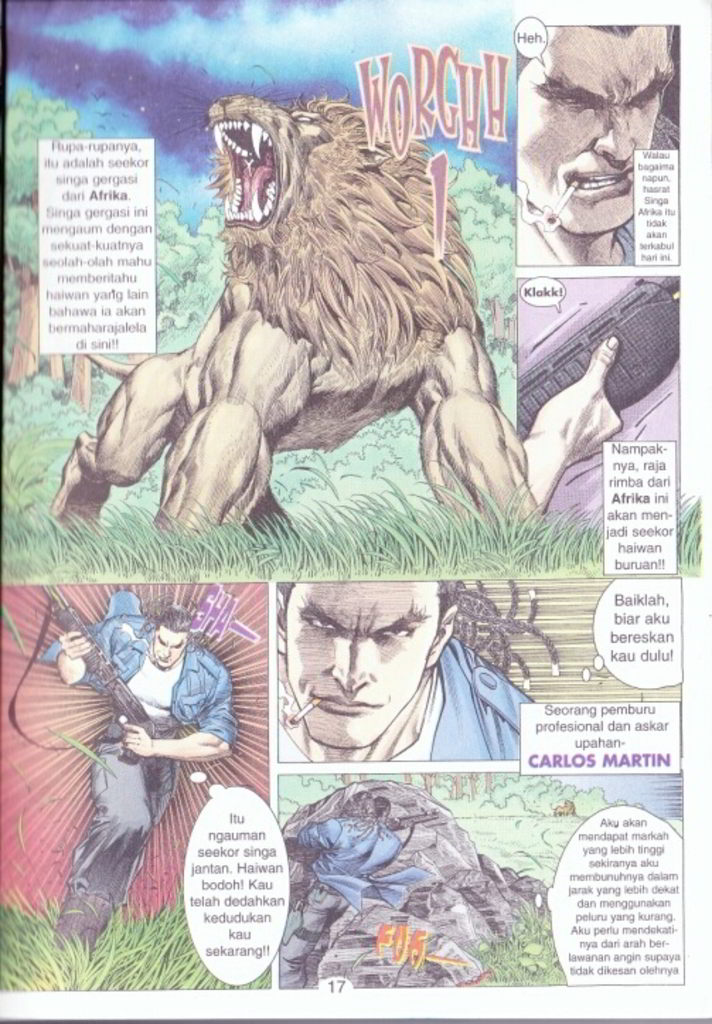 Rupa-rupanya,
itu adalah seekor
singa gergasi
dari Afrika.
Singa gergasi ini
mengaum dengan
sekuat-kuatnya
seolah-olah mahu
memberitahu
haiwan yang lain
bahawa ia akan
bermaharajalela
di sini!!
WORGHH
!
Heh.
Walau
bagaima
napun,
hasrat
Singa
Afrika itu
tidak
akan
terkabul
hari ini.
Klakk!
Nampak-
nya, raja
rimba dari
Afrika ini
akan men-
jadi seekor
haiwan
buruan!!
Itu
ngauman
seekor singa
jantan. Haiwan
bodoh! Kau
telah dedahkan
kedudukan
kau
sekarang!!
Baiklah,
biar aku
bereskan
kau dulu!
Seorang pemburu
profesional dan askar
upahan-
CARLOS MARTIN
Aku akan
mendapat markah
yang lebih tinggi
sekiranya aku
membunuhnya dalam
jarak yang lebih dekat
dan menggunakan
peluru yang kurang.
Aku perlu mendekati-
nya dari arah ber-
lawanan angin supaya
tidak dikesan olehnya
17